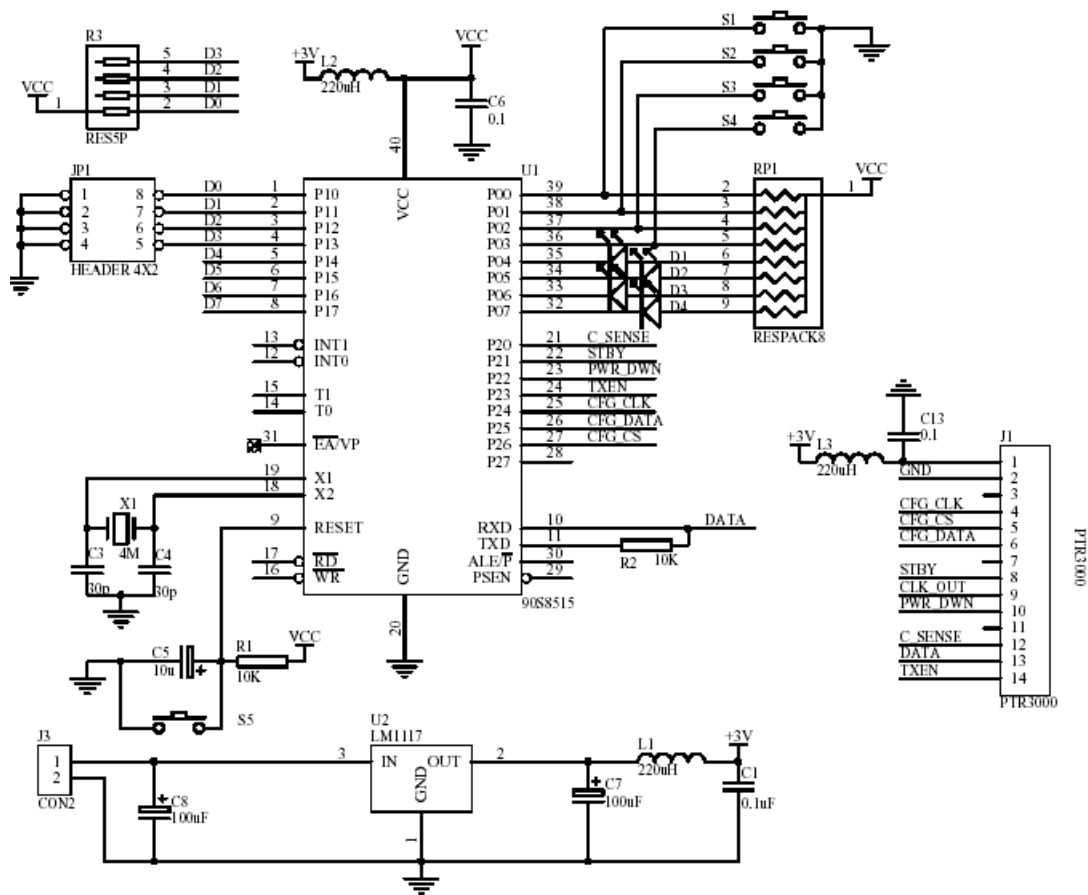 R3
5 D3
4 D2
3 D1
2 D0
VCC
1
RES5P
+3V
L2
220uH
VCC
C6
0.1
40
S1
S2
S3
S4
JP1
1 8
2 7
3 6
4 5
HEADER 4X2
D0 1 P10
D1 2 P11
D2 3 P12
D3 4 P13
D4 5 P14
D5 6 P15
D6 7 P16
D7 8 P17
13 INT1
12 INT0
15 T1
14 T0
31 EA/VP
19 X1
18 X2
9 RESET
17 RD
16 WR
VCC
GND
20
U1
P00 39
P01 38
P02 37
P03 36
P04 35
P05 34
P06 33
P07 32
P20 21 C_SENSE
P21 22 STBY
P22 23 PWR_DWN
P23 24 TXEN
P24 25 CFG_CLK
P25 26 CFG_DATA
P26 27 CFG_CS
P27 28
RXD 10 DATA
TXD 11
ALE/P 30
PSEN 29
R2 10K
90S8515
D1
D2
D3
D4
RP1
VCC
1
2
3
4
5
6
7
8
9
RESPACK8
X1
4M
C3
30p
C4
30p
C5
10u
R1
10K
VCC
S5
+3V
L3
220uH
C13
0.1
J1
1
GND 2
3
CFG_CLK 4
CFG_CS 5
CFG_DATA 6
7
STBY 8
CLK_OUT 9
PWR_DWN 10
11
C_SENSE 12
DATA 13
TXEN 14
PTR3000
PTR3000
J3
1
2
CON2
C8
100uF
U2
LM1117
3 IN OUT 2
GND
1
C7
100uF
L1
220uH
+3V
C1
0.1uF